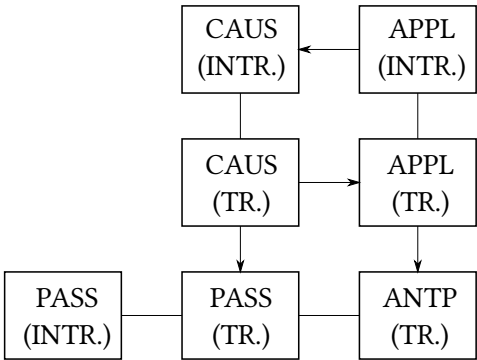 CAUS
(INTR.)
APPL
(INTR.)
CAUS
(TR.)
APPL
(TR.)
PASS
(INTR.)
PASS
(TR.)
ANTP
(TR.)